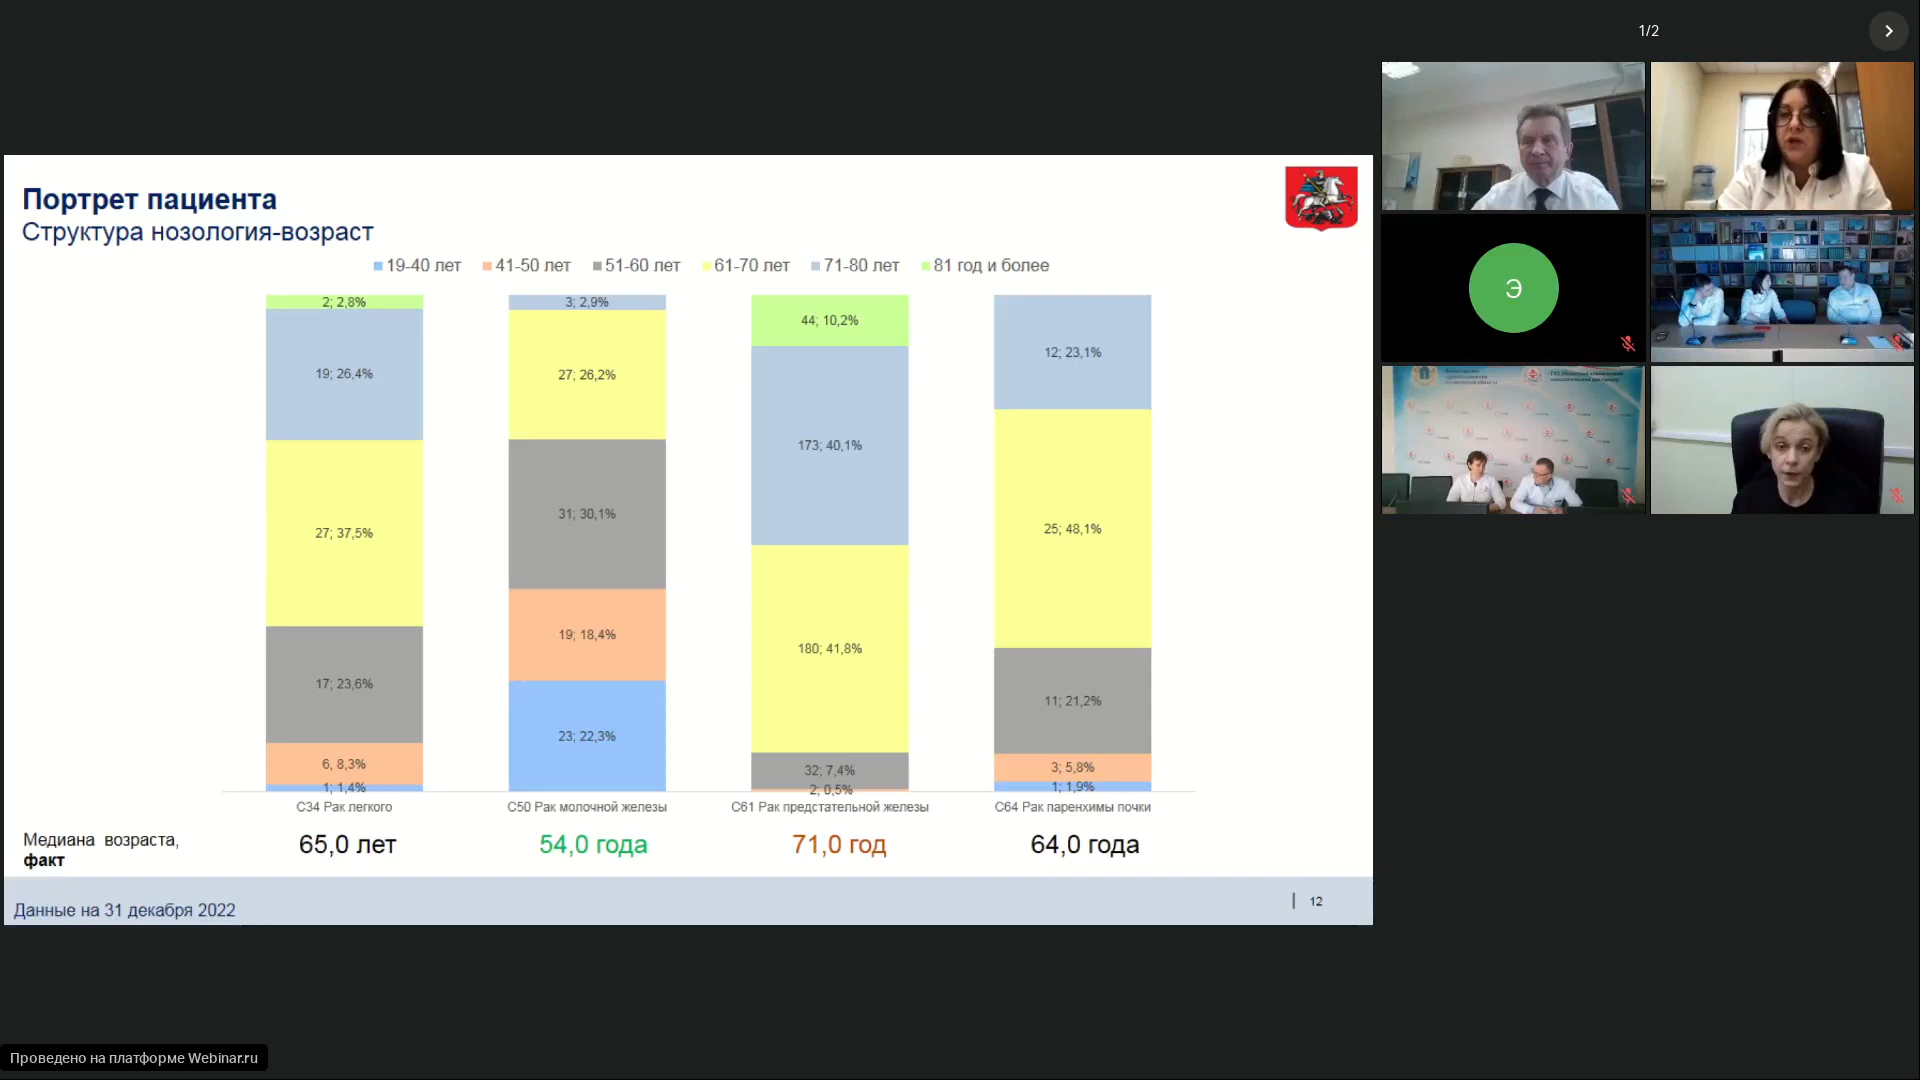 1/2
Портрет пациента
Структура нозология-возраст
19-40 лет 41-50 лет 51-60 лет 61-70 лет 71-80 лет 81 год и более
2; 2,8%
19; 26,4%
27; 37,5%
17; 23,6%
6, 8,3%
1; 1,4%
3; 2,9%
27; 26,2%
31; 30,1%
19; 18,4%
23; 22,3%
44; 10,2%
173; 40,1%
180; 41,8%
32; 7,4%
2; 0,5%
12; 23,1%
25; 48,1%
11; 21,2%
3; 5,8%
1; 1,9%
С34 Рак легкого С50 Рак молочной железы С61 Рак предстательной железы С64 Рак паренхимы почки
Медиана возраста,
факт
65,0 лет 54,0 года 71,0 год 64,0 года
Данные на 31 декабря 2022
12
Э
Проведено на платформе Webinar.ru